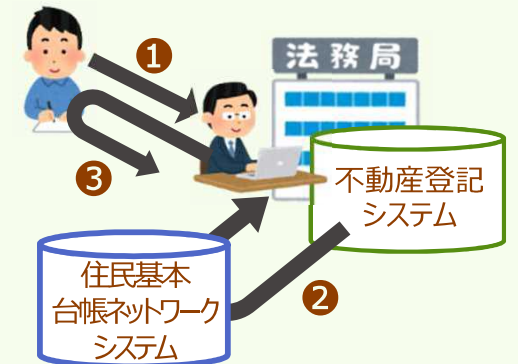 ❶
法務局
❸
不動産登記
システム
住民基本
台帳ネットワーク
システム
❷